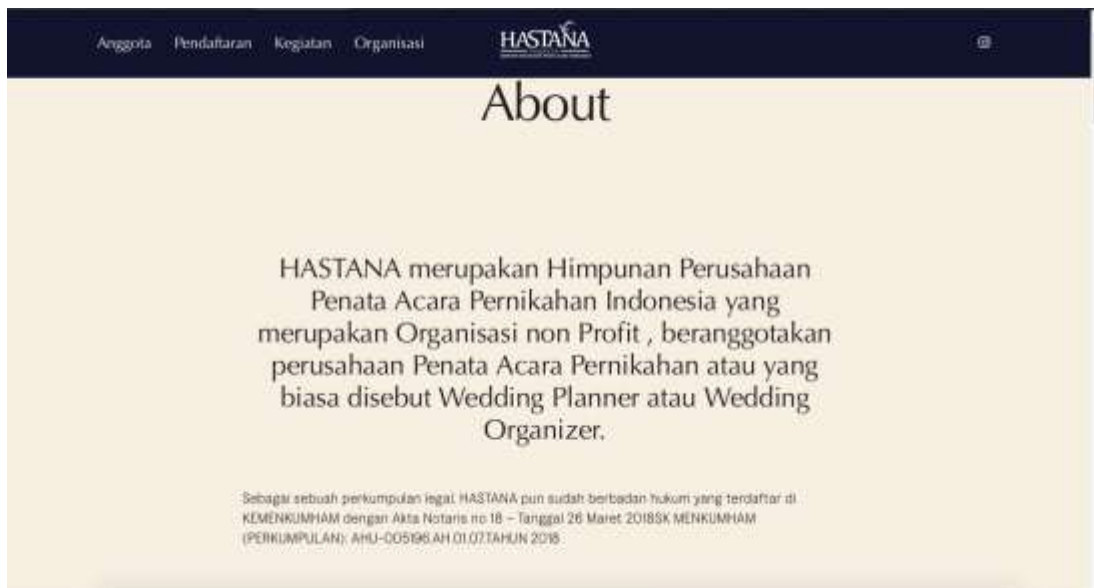 Anggota Pendaftaran Kegiatan Organisasi HASTANA
About
HASTANA merupakan Himpunan Perusahaan
Penata Acara Pernikahan Indonesia yang
merupakan Organisasi non Profit , beranggotakan
perusahaan Penata Acara Pernikahan atau yang
biasa disebut Wedding Planner atau Wedding
Organizer.
Sebagai sebuah perkumpulan legal, HASTANA pun sudah berbadan hukum yang terdaftar di
KEMENKUMHAM dengan Akta Notaris no 18 – Tanggal 26 Maret 2018SK MENKUMHAM
(PERKUMPULAN): AHU-005196.AH.01.07.TAHUN 2018